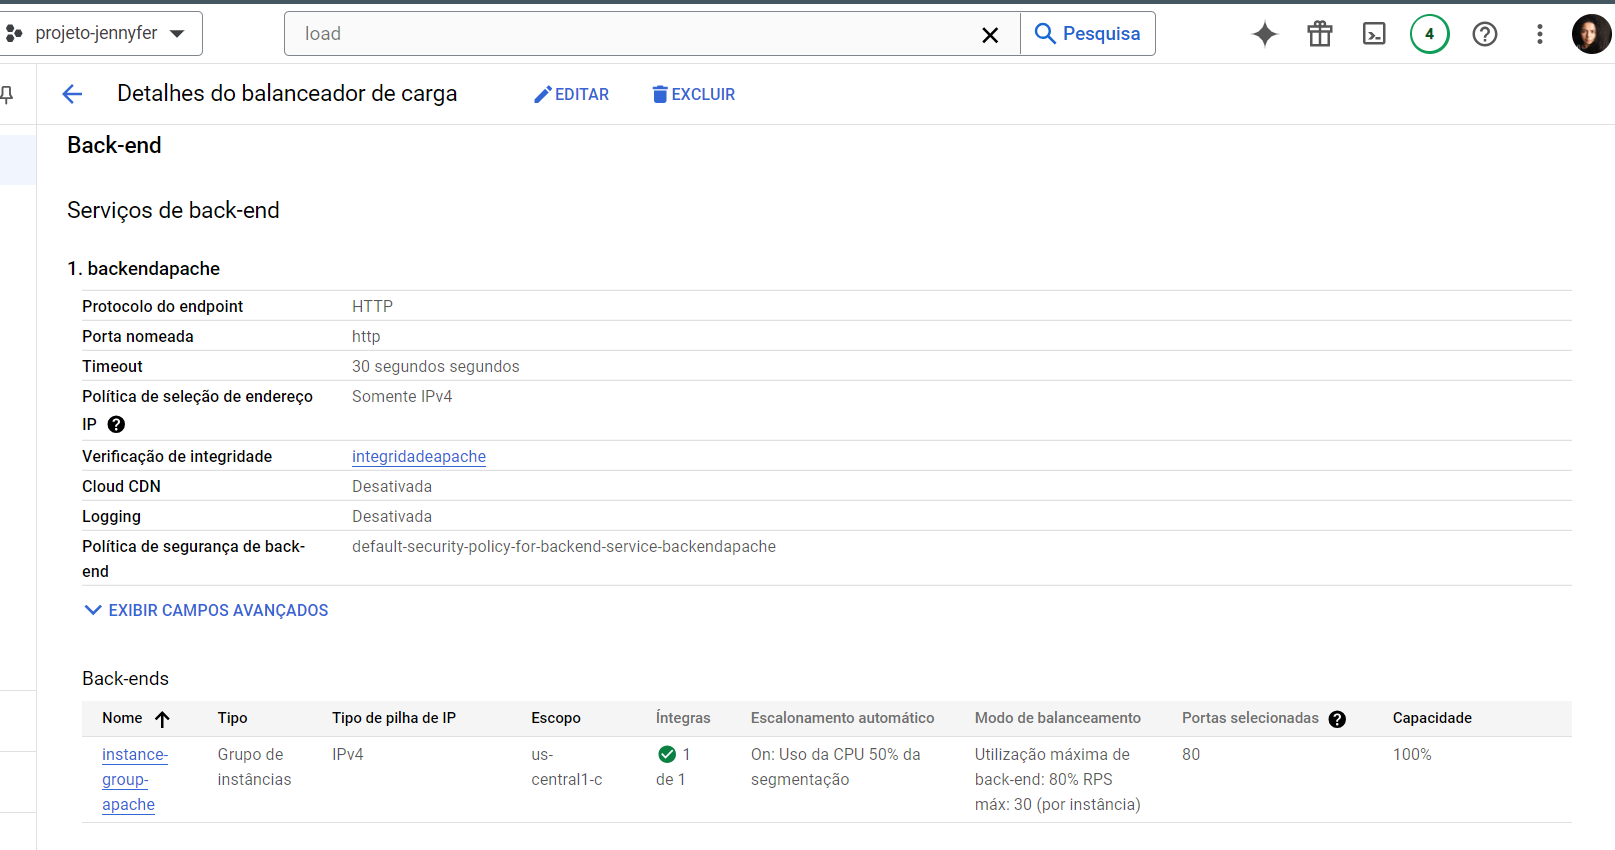 projeto-jennyfer
load
Pesquisa
4
Detalhes do balanceador de carga
EDITAR
EXCLUIR
Back-end
Serviços de back-end
1. backendapache
Protocolo do endpoint HTTP
Porta nomeada http
Timeout 30 segundos segundos
Política de seleção de endereço Somente IPv4
IP
Verificação de integridade integridadeapache
Cloud CDN Desativada
Logging Desativada
Política de segurança de back- default-security-policy-for-backend-service-backendapache
end
EXIBIR CAMPOS AVANÇADOS
Back-ends
Nome Tipo Tipo de pilha de IP Escopo Íntegras Escalonamento automático Modo de balanceamento Portas selecionadas Capacidade
instance- Grupo de IPv4 us- 1 On: Uso da CPU 50% da Utilização máxima de 80 100%
group- instâncias central1-c de 1 segmentação back-end: 80% RPS
apache máx: 30 (por instância)